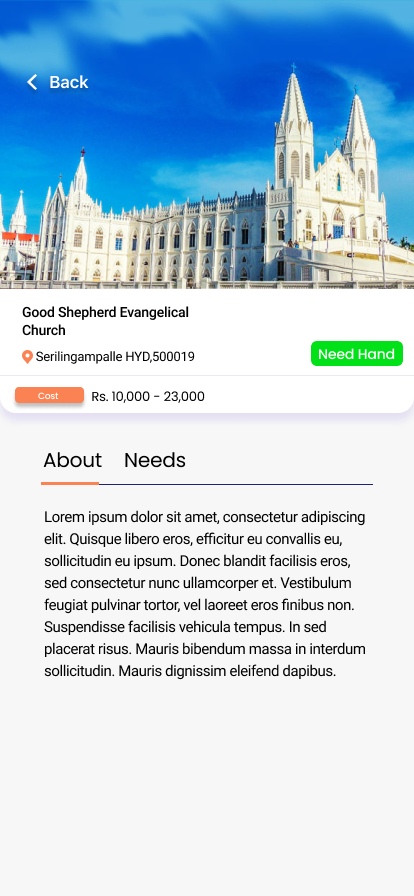 Back
Good Shepherd Evangelical
Church
Serilingampalle HYD,500019
Need Hand
Cost
Rs. 10,000 - 23,000
About Needs
Lorem ipsum dolor sit amet, consectetur adipiscing
elit. Quisque libero eros, efficitur eu convallis eu,
sollicitudin eu ipsum. Donec blandit facilisis eros,
sed consectetur nunc ullamcorper et. Vestibulum
feugiat pulvinar tortor, vel laoreet eros finibus non.
Suspendisse facilisis vehicula tempus. In sed
placerat risus. Mauris bibendum massa in interdum
sollicitudin. Mauris dignissim eleifend dapibus.